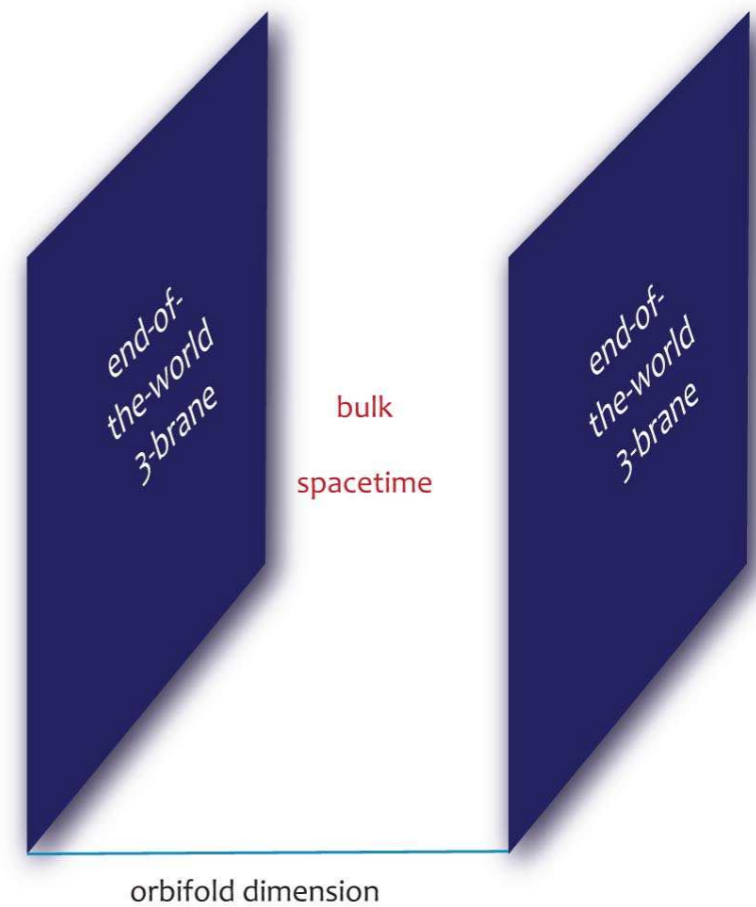 end-of-
the-world
3-brane
bulk
spacetime
end-of-
the-world
3-brane
orbifold dimension